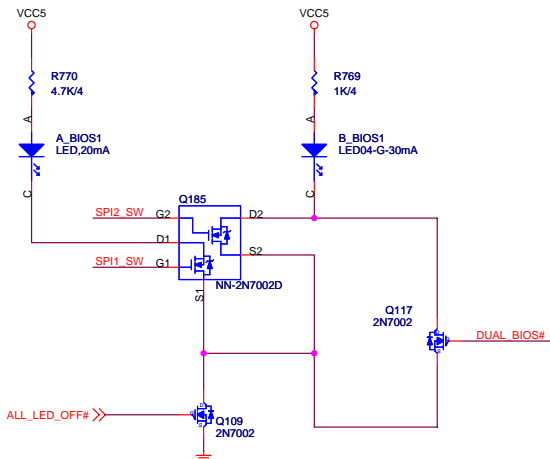 VCC5
VCC5
R770
4.7K/4
R769
1K/4
A
A
A_BIOS1
LED,20mA
B_BIOS1
LED04-G-30mA
C
C
Q185
SPI2_SW
G2
D2
D1
S2
SPI1_SW
G1
NN-2N7002D
S1
Q117
2N7002
DUAL_BIOS#
ALL_LED_OFF#
Q109
2N7002